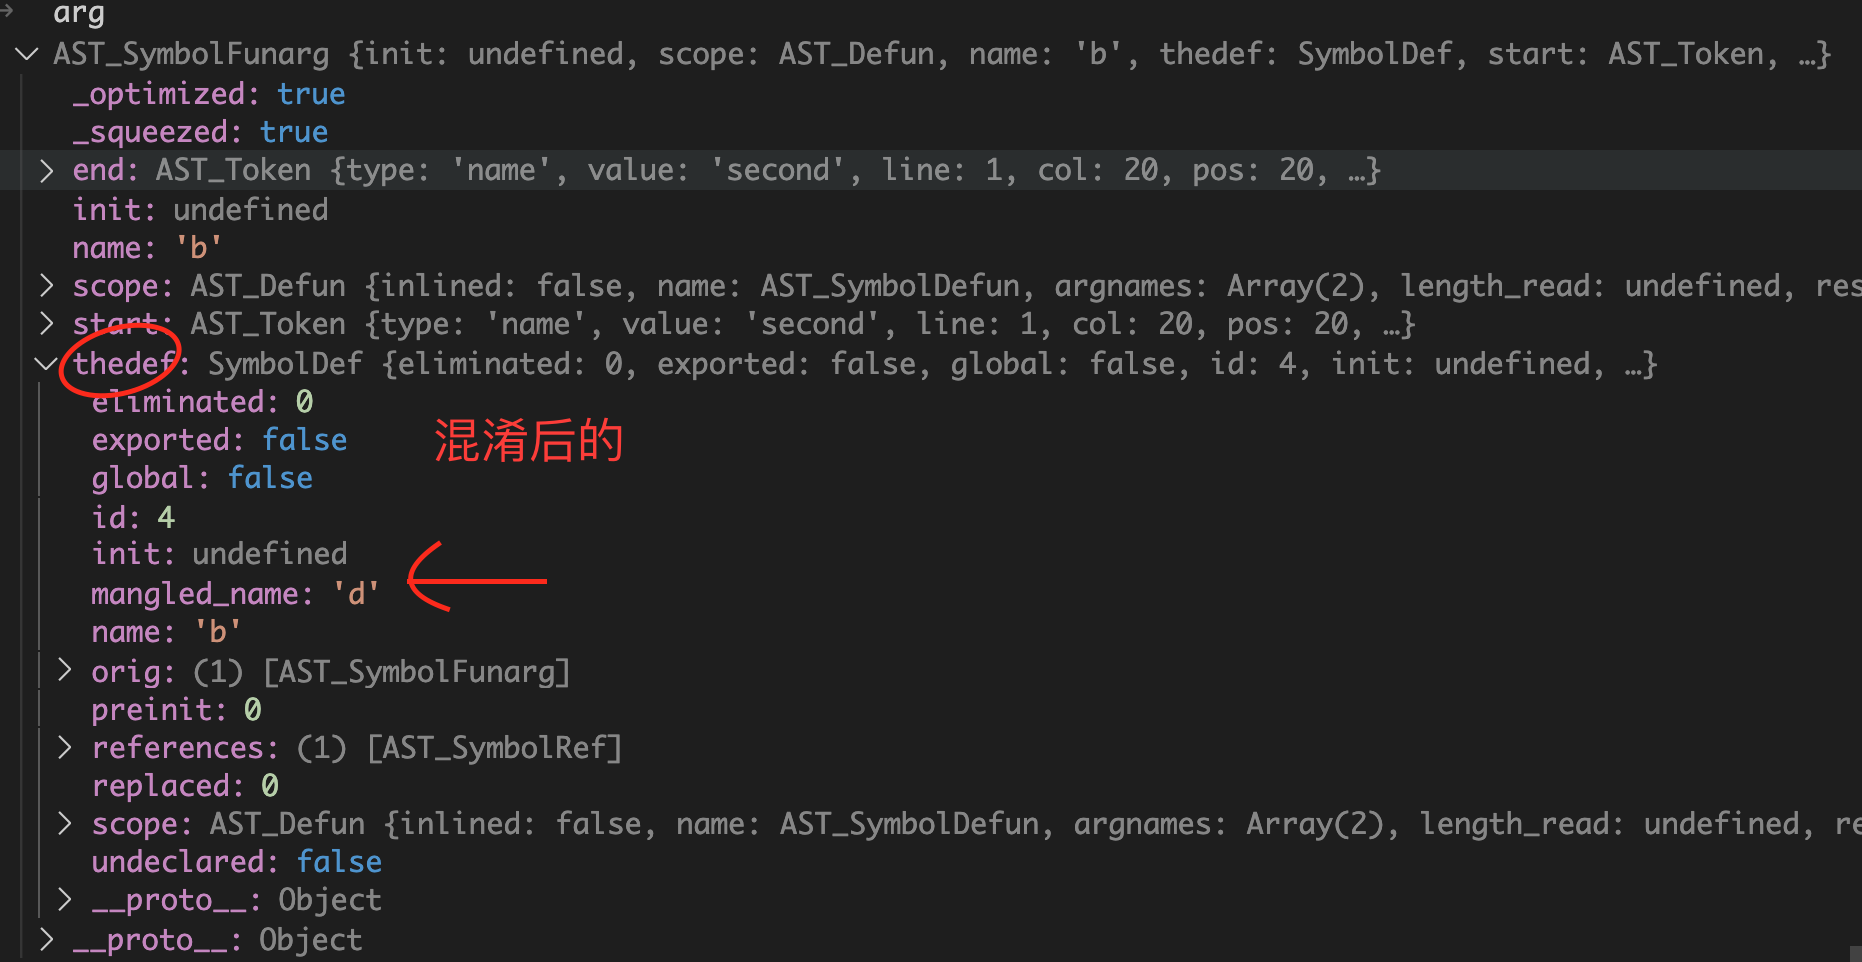 arg
AST_SymbolFunarg {init: undefined, scope: AST_Defun, name: 'b', thedef: SymbolDef, start: AST_Token, …}
_optimized: true
_squeezed: true
end: AST_Token {type: 'name', value: 'second', line: 1, col: 20, pos: 20, …}
init: undefined
name: 'b'
scope: AST_Defun {inlined: false, name: AST_SymbolDefun, argnames: Array(2), length_read: undefined, res
start: AST_Token {type: 'name', value: 'second', line: 1, col: 20, pos: 20, …}
thedef: SymbolDef {eliminated: 0, exported: false, global: false, id: 4, init: undefined, …}
eliminated: 0
exported: false
混淆后的
global: false
id: 4
init: undefined
mangled_name: 'd'
name: 'b'
orig: (1) [AST_SymbolFunarg]
preinit: 0
references: (1) [AST_SymbolRef]
replaced: 0
scope: AST_Defun {inlined: false, name: AST_SymbolDefun, argnames: Array(2), length_read: undefined, re
undeclared: false
__proto__: Object
__proto__: Object